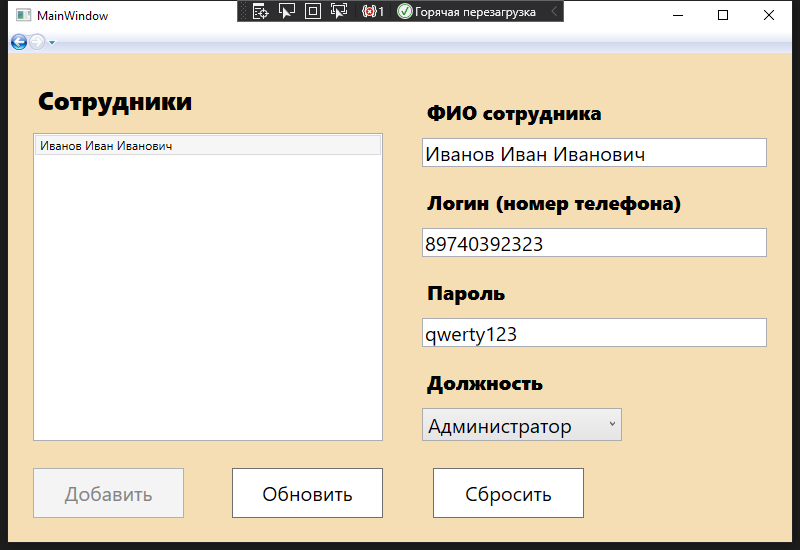 MainWindow
1
Горячая перезагрузка
Сотрудники
Иванов Иван Иванович
ФИО сотрудника
Иванов Иван Иванович
Логин (номер телефона)
89740392323
Пароль
qwerty123
Должность
Администратор
Добавить
Обновить
Сбросить